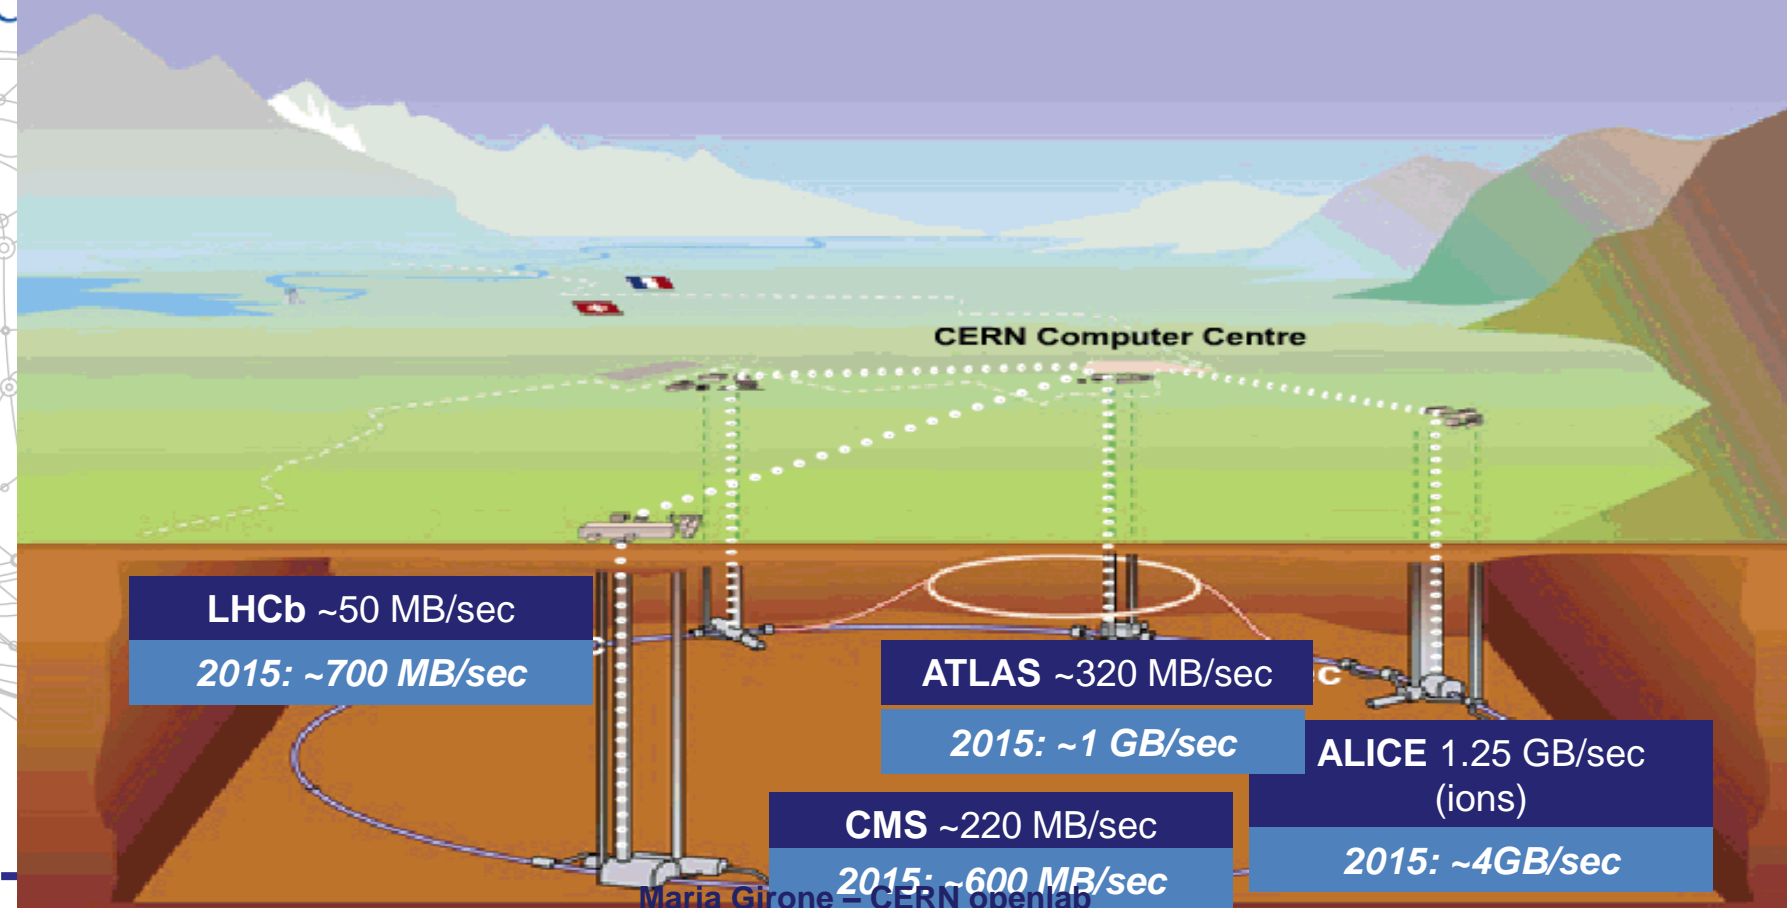 CERN Computer Centre
LHCb ~50 MB/sec
2015: ~700 MB/sec
ATLAS ~320 MB/sec
2015: ~1 GB/sec
ALICE 1.25 GB/sec
(ions)
2015: ~4GB/sec
CMS ~220 MB/sec
2015: ~600 MB/sec
Maria Girone – CERN openlab